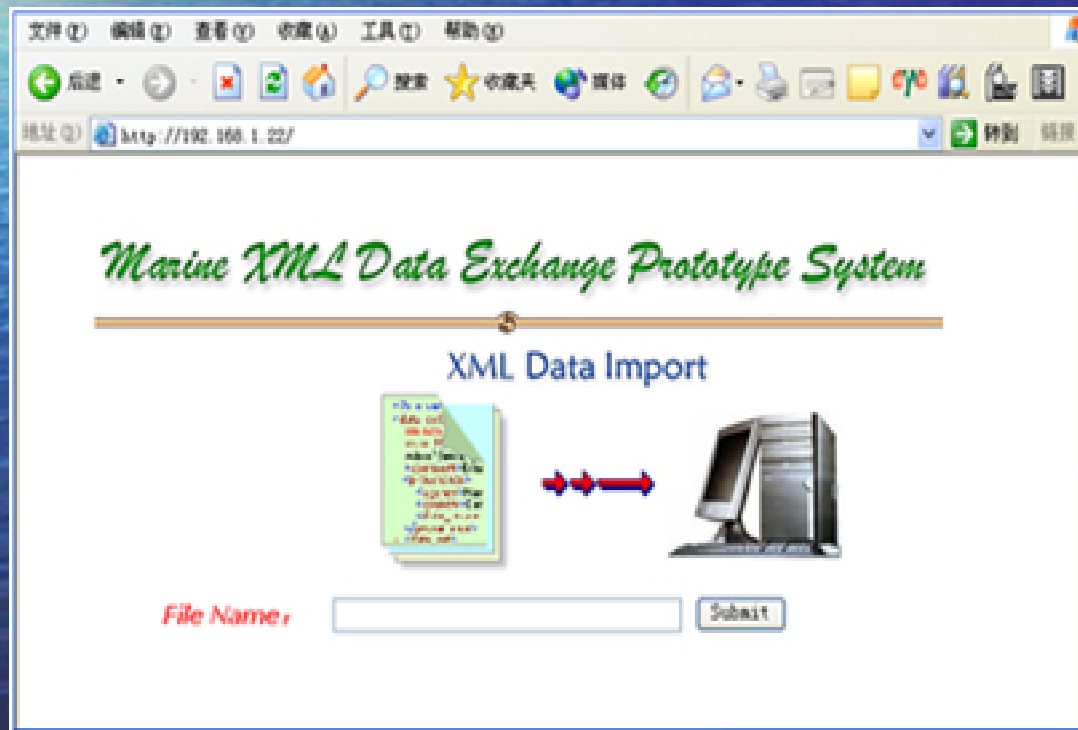 文件(F) 编辑(E) 查看(V) 收藏(A) 工具(T) 帮助(H)
后退 搜索 收藏夹 媒体
地址(D) http://192.168.1.22/ 转到 链接
Marine XML Data Exchange Prototype System
XML Data Import
File Name:
Submit